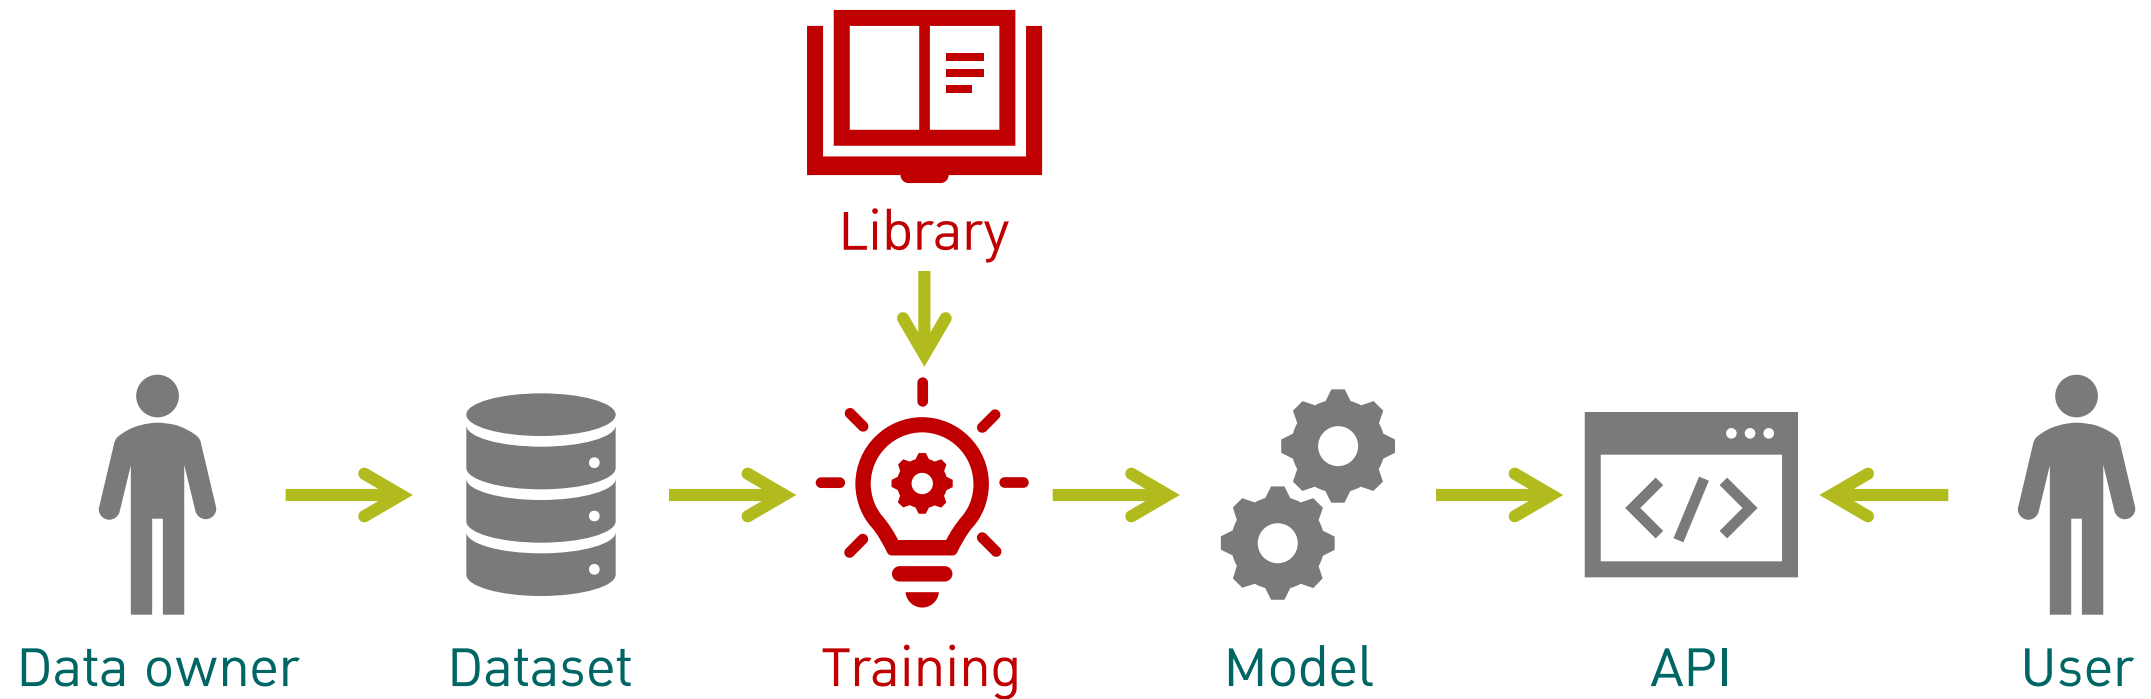 Library
Data owner
Dataset
Training
Model
</>
API
User